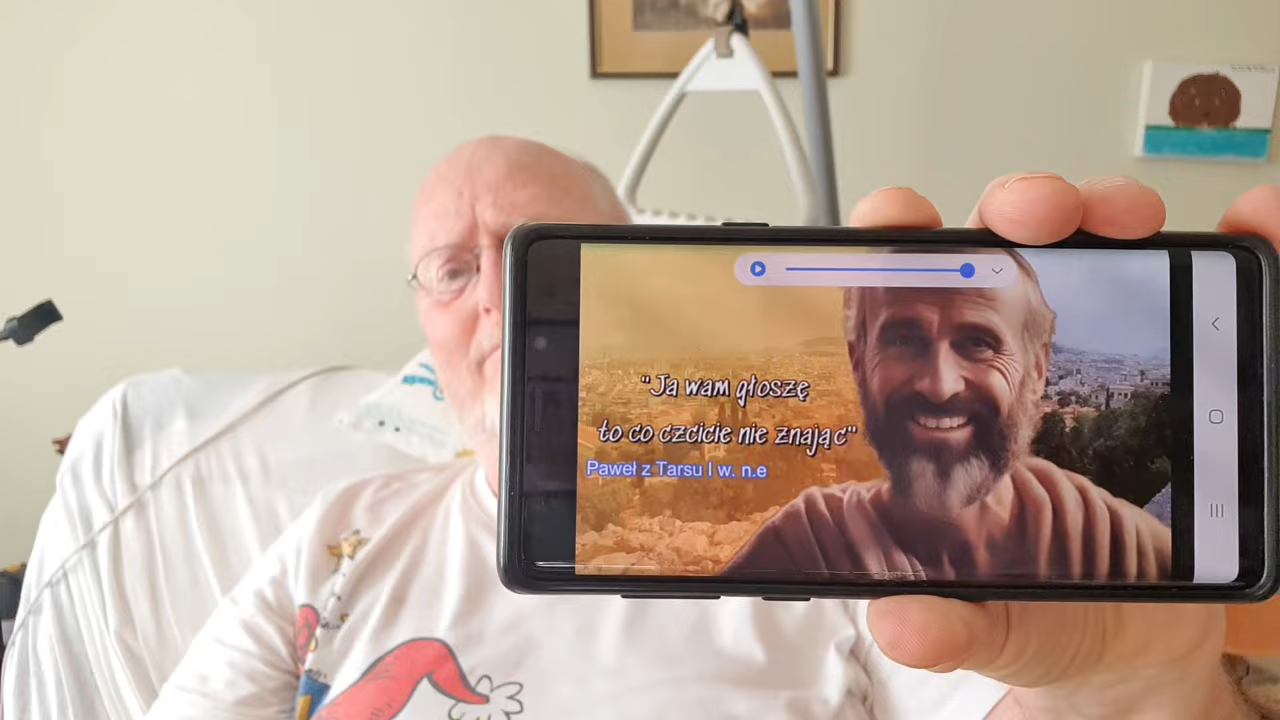 "Ja wam głoszę
to co czcicie nie znając"
Paweł z Tarsu I w. n.e